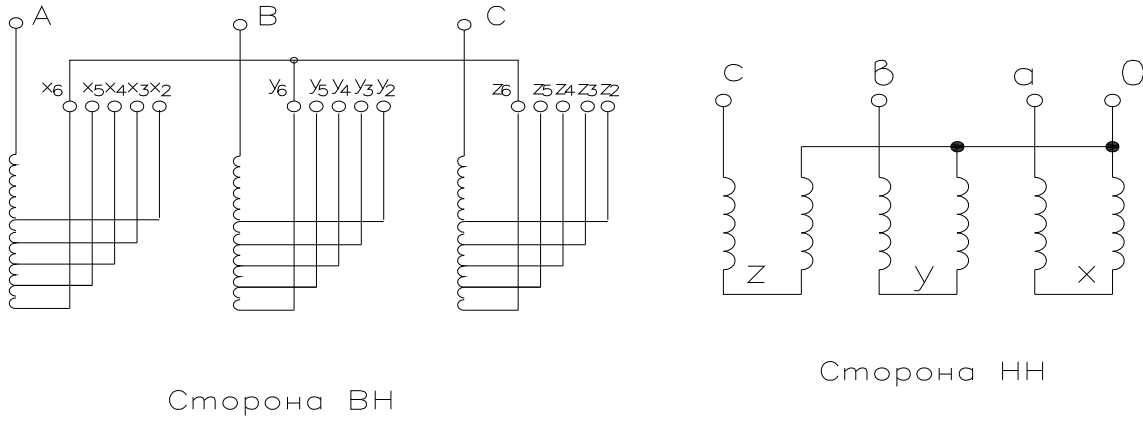 A B C
x6 x5 x4 x3 x2 y6 y5 y4 y3 y2 z6 z5 z4 z3 z2
c в a 0
z y x
Сторона ВН
Сторона НН